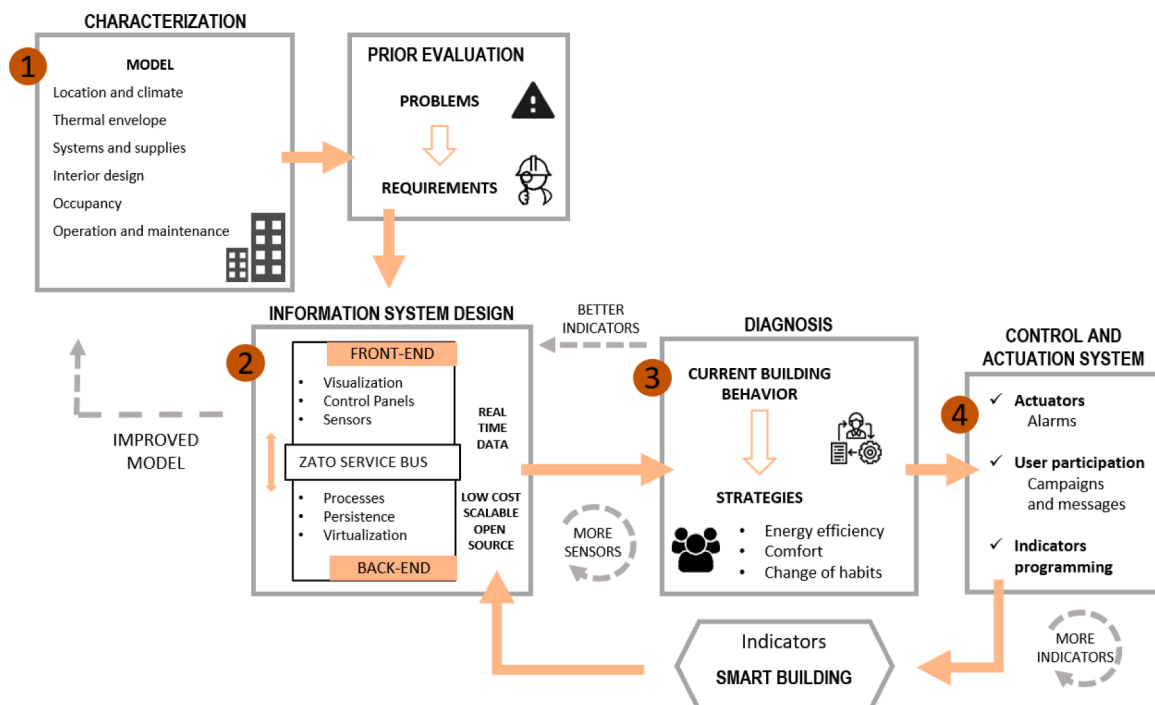 CHARACTERIZATION
1
MODEL
Location and climate
Thermal envelope
Systems and supplies
Interior design
Occupancy
Operation and maintenance
PRIOR EVALUATION
PROBLEMS
REQUIREMENTS
INFORMATION SYSTEM DESIGN
2
FRONT-END
• Visualization
• Control Panels
• Sensors
ZATO SERVICE BUS
• Processes
• Persistence
• Virtualization
BACK-END
REAL
TIME
DATA
LOW COST
SCALABLE
OPEN
SOURCE
IMPROVED
MODEL
BETTER
INDICATORS
MORE
SENSORS
DIAGNOSIS
3
CURRENT BUILDING
BEHAVIOR
STRATEGIES
• Energy efficiency
• Comfort
• Change of habits
CONTROL AND
ACTUATION SYSTEM
4
✓ Actuators
Alarms
✓ User participation
Campaigns
and messages
✓ Indicators
programming
MORE
INDICATORS
Indicators
SMART BUILDING